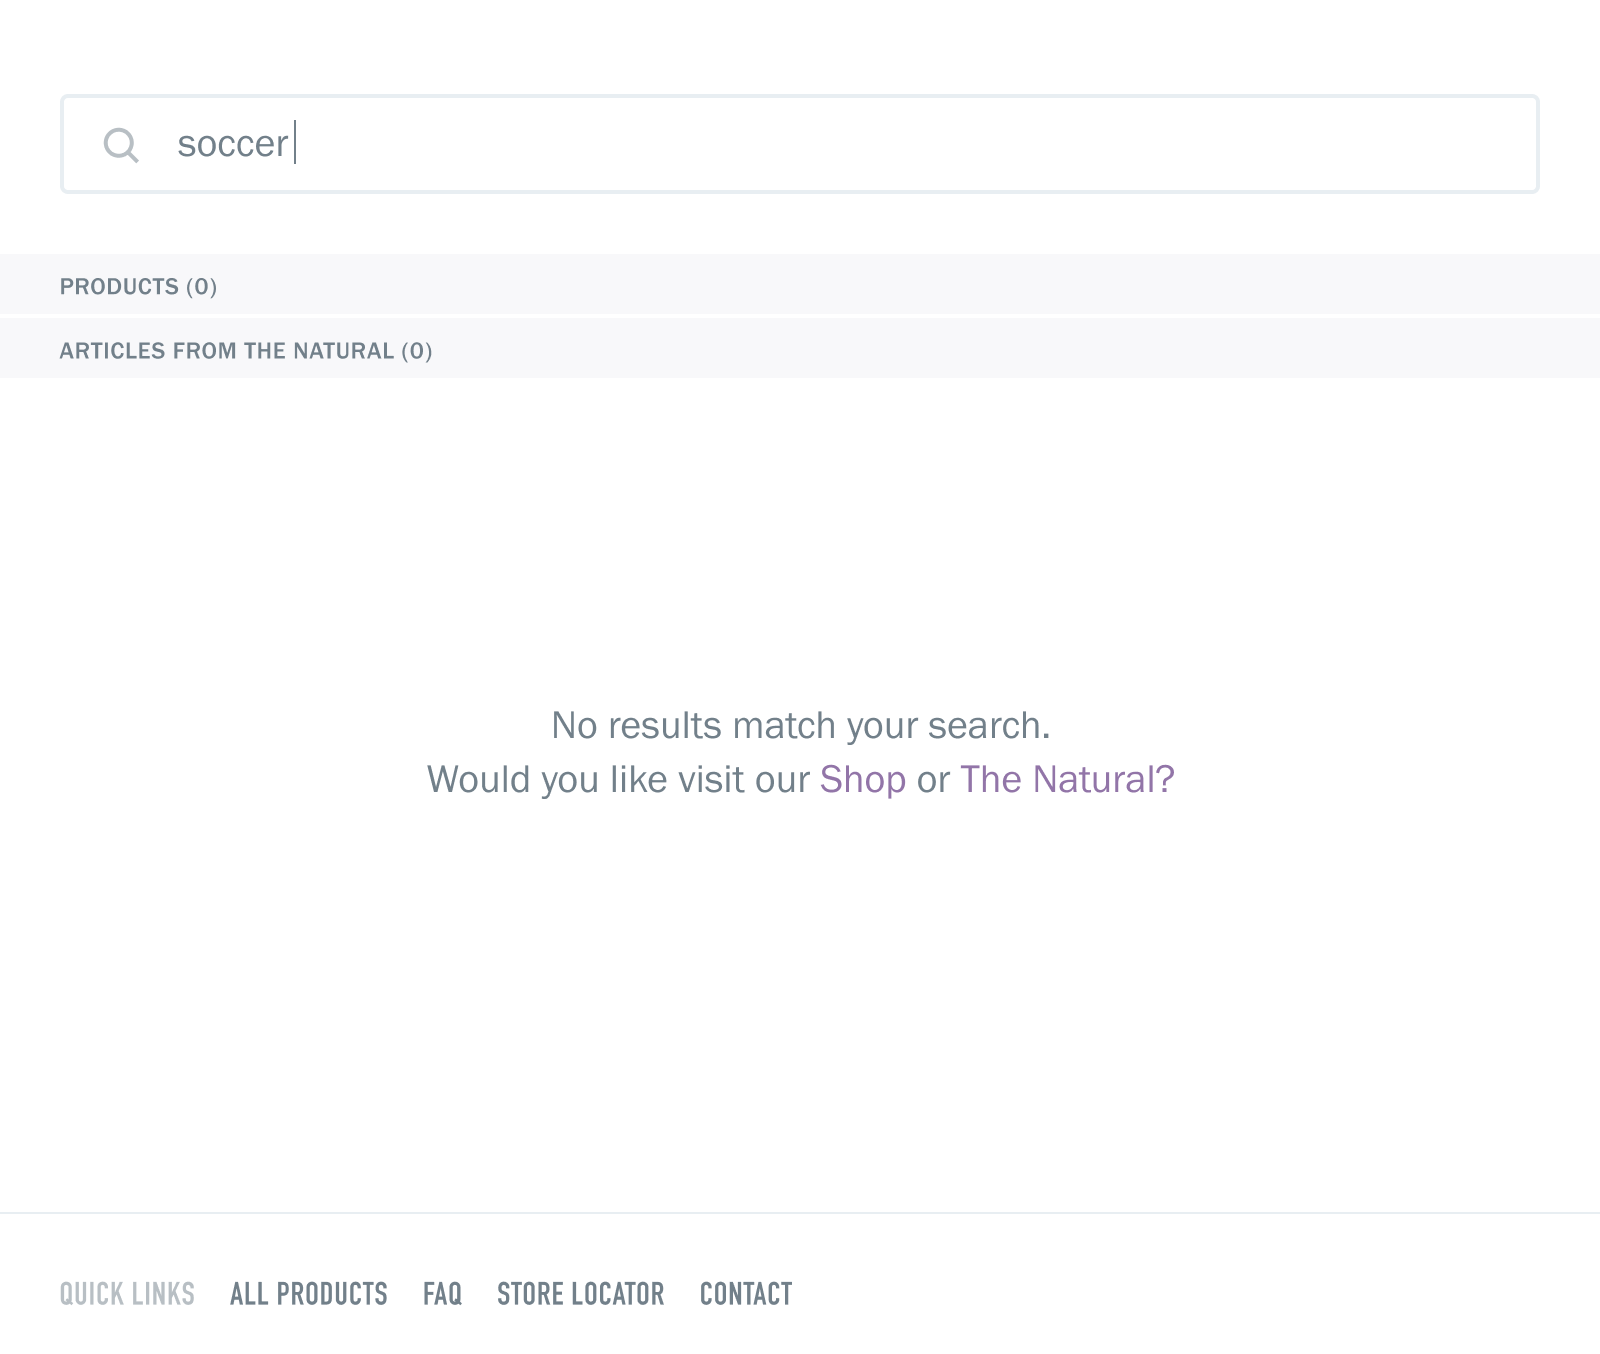 soccer
PRODUCTS (0)
ARTICLES FROM THE NATURAL (0)
No results match your search.
Would you like visit our Shop or The Natural?
QUICK LINKS ALL PRODUCTS FAQ STORE LOCATOR CONTACT